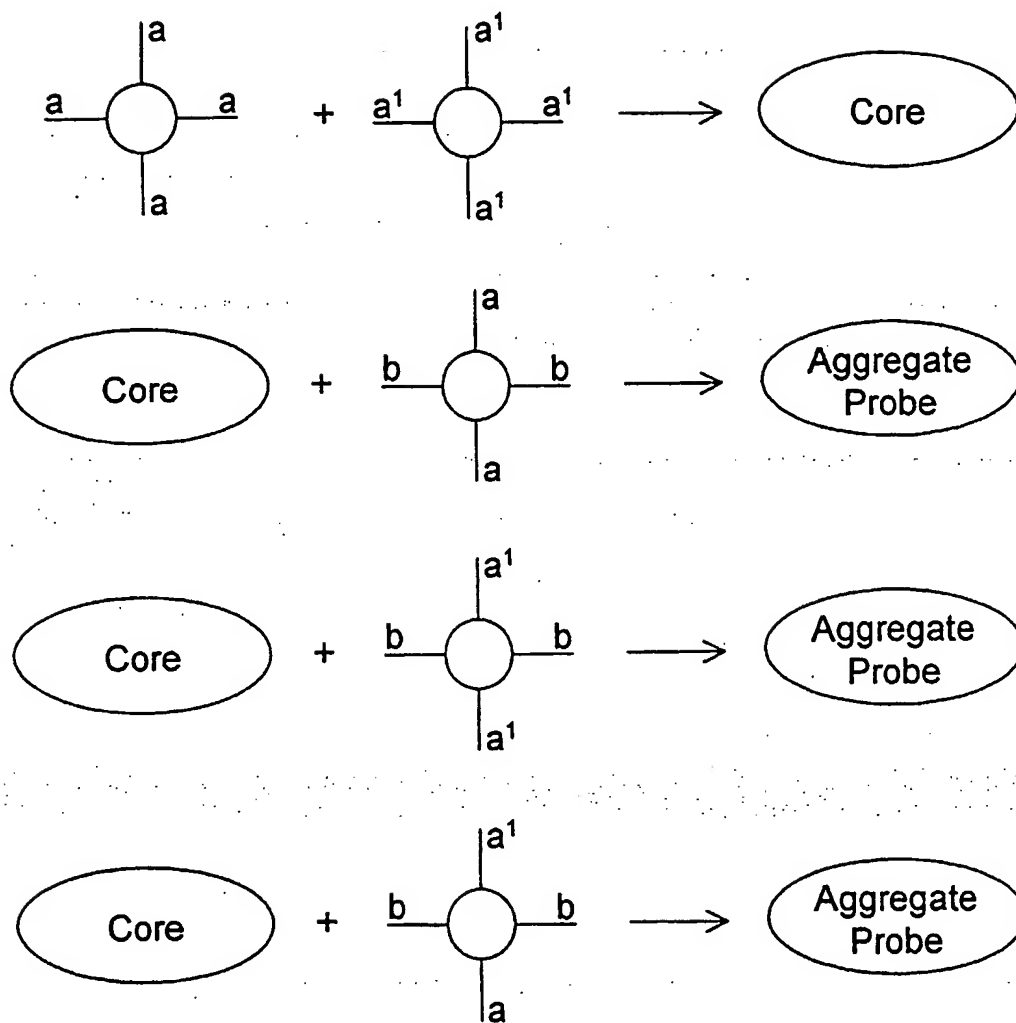 a a¹
a a + a¹ a¹ Core
a a¹
a
Core + b b Aggregate
Probe
a
a¹
Core + b b Aggregate
Probe
a¹
a¹
Core + b b Aggregate
Probe
a